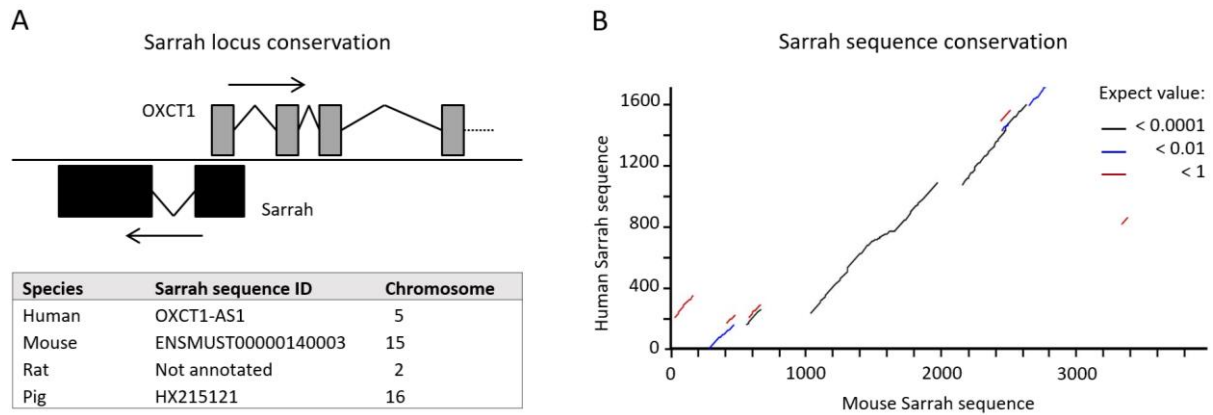 A
Sarrah locus conservation
OXCT1
Sarrah
Species Sarrah sequence ID Chromosome
Human OXCT1-AS1 5
Mouse ENSMUST00000140003 15
Rat Not annotated 2
Pig HX215121 16
B
Sarrah sequence conservation
Human Sarrah sequence
1600
1200
800
400
0
0 1000 2000 3000
Mouse Sarrah sequence
Expect value:
< 0.0001
< 0.01
< 1